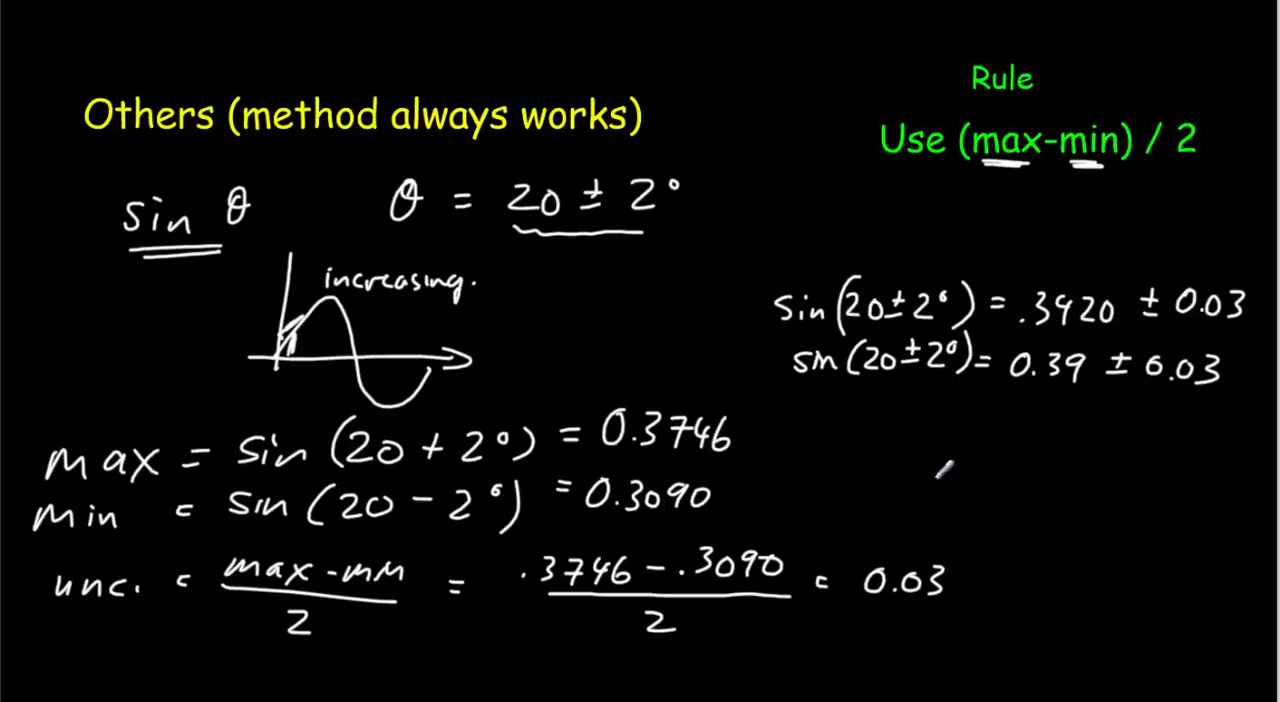 Rule
Others (method always works)
Use (max-min) / 2
sin θ
θ = 20 ± 2°
increasing.
sin (20 ± 2°) = .3920 ± 0.03
sin (20 ± 2°) = 0.39 ± 0.03
max = sin (20 + 2°) = 0.3746
min = sin (20 - 2°) = 0.3090
unc. = max - min / 2 = .3746 - .3090 / 2 = 0.03